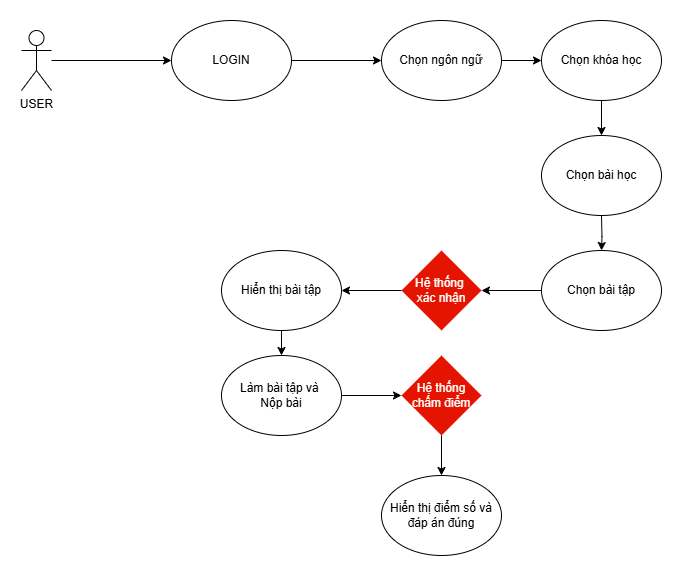 USER
LOGIN
Chọn ngôn ngữ
Chọn khóa học
Chọn bài học
Chọn bài tập
Hệ thống
xác nhận
Hiển thị bài tập
Làm bài tập và
Nộp bài
Hệ thống
chấm điểm
Hiển thị điểm số và
đáp án đúng